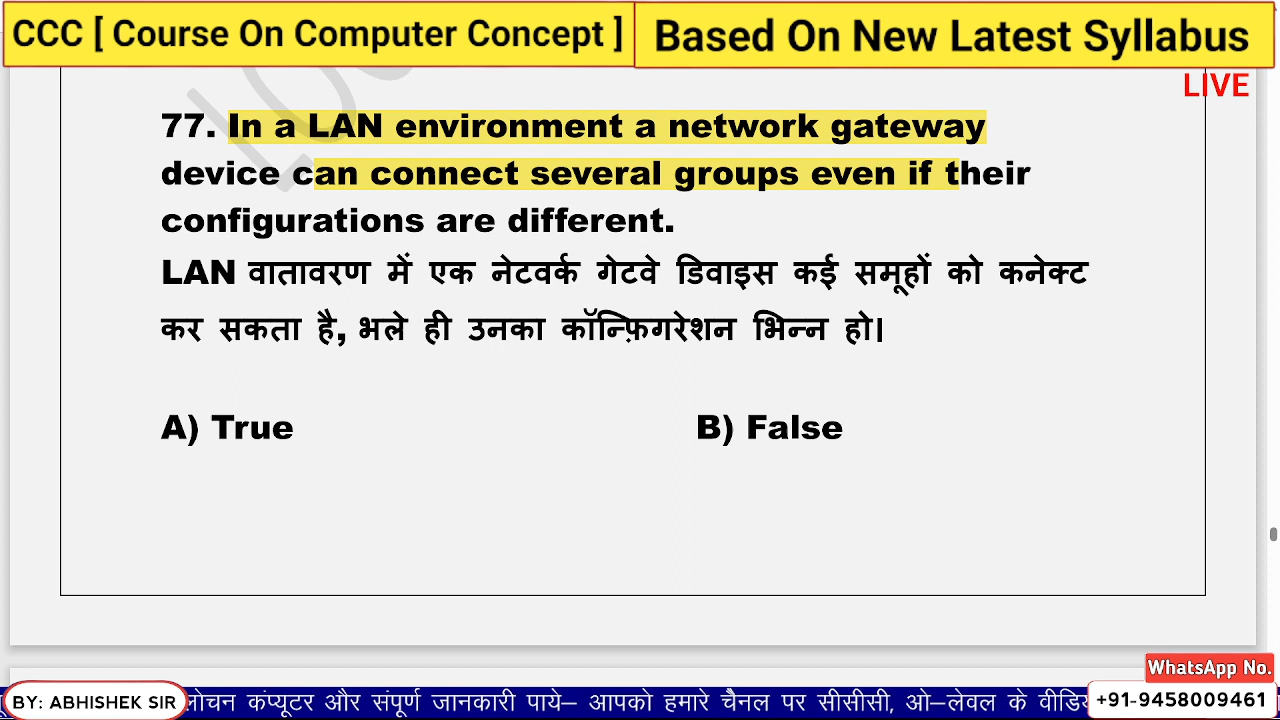 CCC [ Course On Computer Concept ] Based On New Latest Syllabus
LIVE
77. In a LAN environment a network gateway
device can connect several groups even if their
configurations are different.
LAN वातावरण में एक नेटवर्क गेटवे डिवाइस कई समूहों को कनेक्ट
कर सकता है, भले ही उनका कॉन्फ़िगरेशन भिन्न हो।
A) True B) False
WhatsApp No.
BY: ABHISHEK SIR कंप्यूटर और संपूर्ण जानकारी पाये– आपको हमारे चैनल पर सीसीसी, ओ–लेवल के +91-9458009461